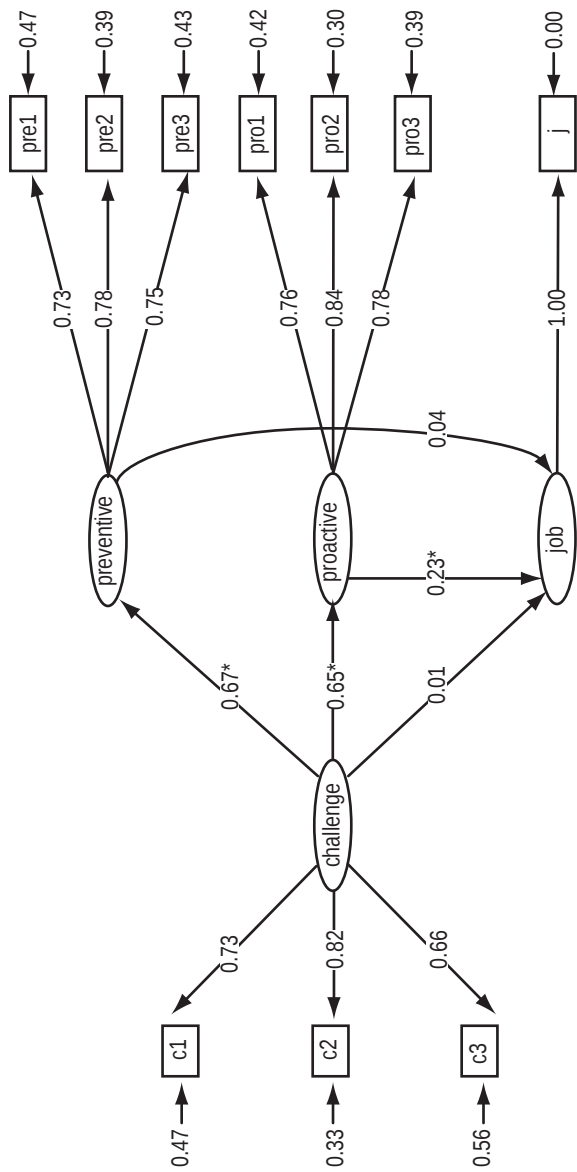 0.47
0.39
0.43
0.42
0.30
0.39
0.00
pre1
pre2
pre3
pro1
pro2
pro3
j
0.73
0.78
0.75
0.76
0.84
0.78
1.00
0.04
preventive
proactive
job
0.23*
0.67*
0.65*
0.01
challenge
0.73
0.82
0.66
c1
c2
c3
0.47
0.33
0.56